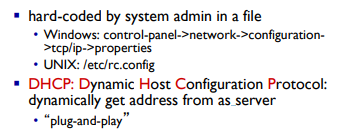 ▪ hard-coded by system admin in a file
• Windows: control-panel->network->configuration-
>tcp/ip->properties
• UNIX: /etc/rc.config
▪ DHCP: Dynamic Host Configuration Protocol:
dynamically get address from as server
• “plug-and-play”